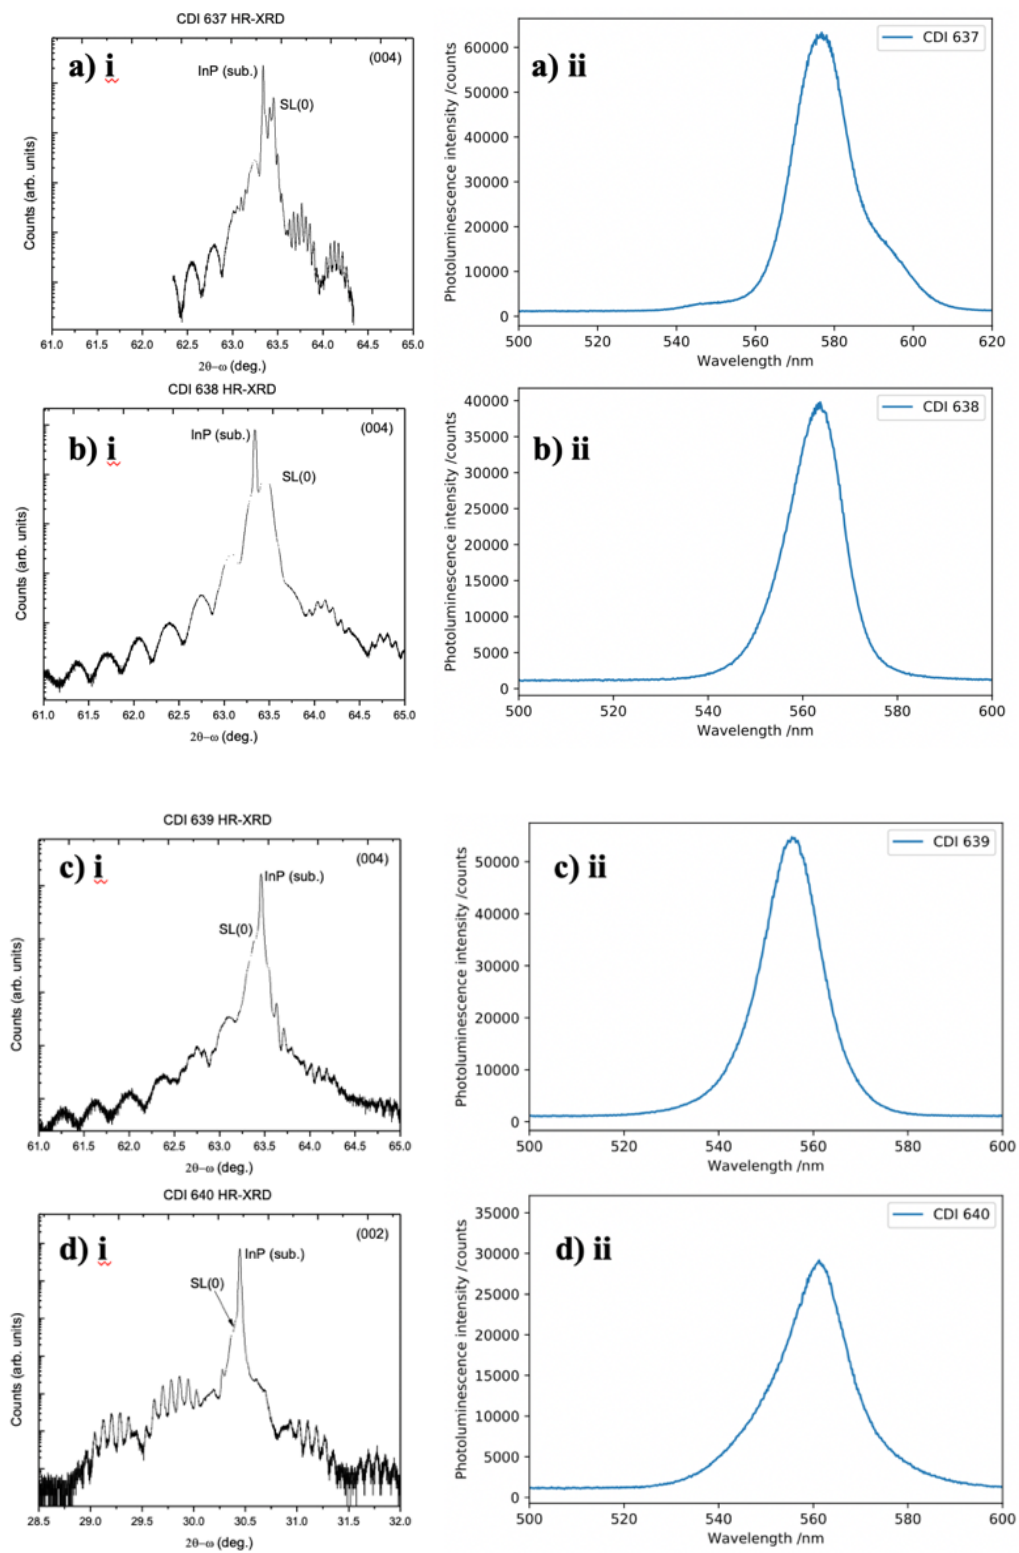 CDI 637 HR-XRD
a) i
(004)
InP (sub.)
SL(0)
Counts (arb. units)
61.0 61.5 62.0 62.5 63.0 63.5 64.0 64.5 65.0
2θ–ω (deg.)
a) ii
CDI 637
Photoluminescence intensity /counts
60000
50000
40000
30000
20000
10000
0
500 520 540 560 580 600 620
Wavelength /nm
CDI 638 HR-XRD
b) i
(004)
InP (sub.)
SL(0)
Counts (arb. units)
61.0 61.5 62.0 62.5 63.0 63.5 64.0 64.5 65.0
2θ–ω (deg.)
b) ii
CDI 638
Photoluminescence intensity /counts
40000
35000
30000
25000
20000
15000
10000
5000
0
500 520 540 560 580 600
Wavelength /nm
CDI 639 HR-XRD
c) i
(004)
InP (sub.)
SL(0)
Counts (arb. units)
61.0 61.5 62.0 62.5 63.0 63.5 64.0 64.5 65.0
2θ–ω (deg.)
c) ii
CDI 639
Photoluminescence intensity /counts
50000
40000
30000
20000
10000
0
500 520 540 560 580 600
Wavelength /nm
CDI 640 HR-XRD
d) i
(002)
InP (sub.)
SL(0)
Counts (arb. units)
28.5 29.0 29.5 30.0 30.5 31.0 31.5 32.0
2θ–ω (deg.)
d) ii
CDI 640
Photoluminescence intensity /counts
35000
30000
25000
20000
15000
10000
5000
0
500 520 540 560 580 600
Wavelength /nm